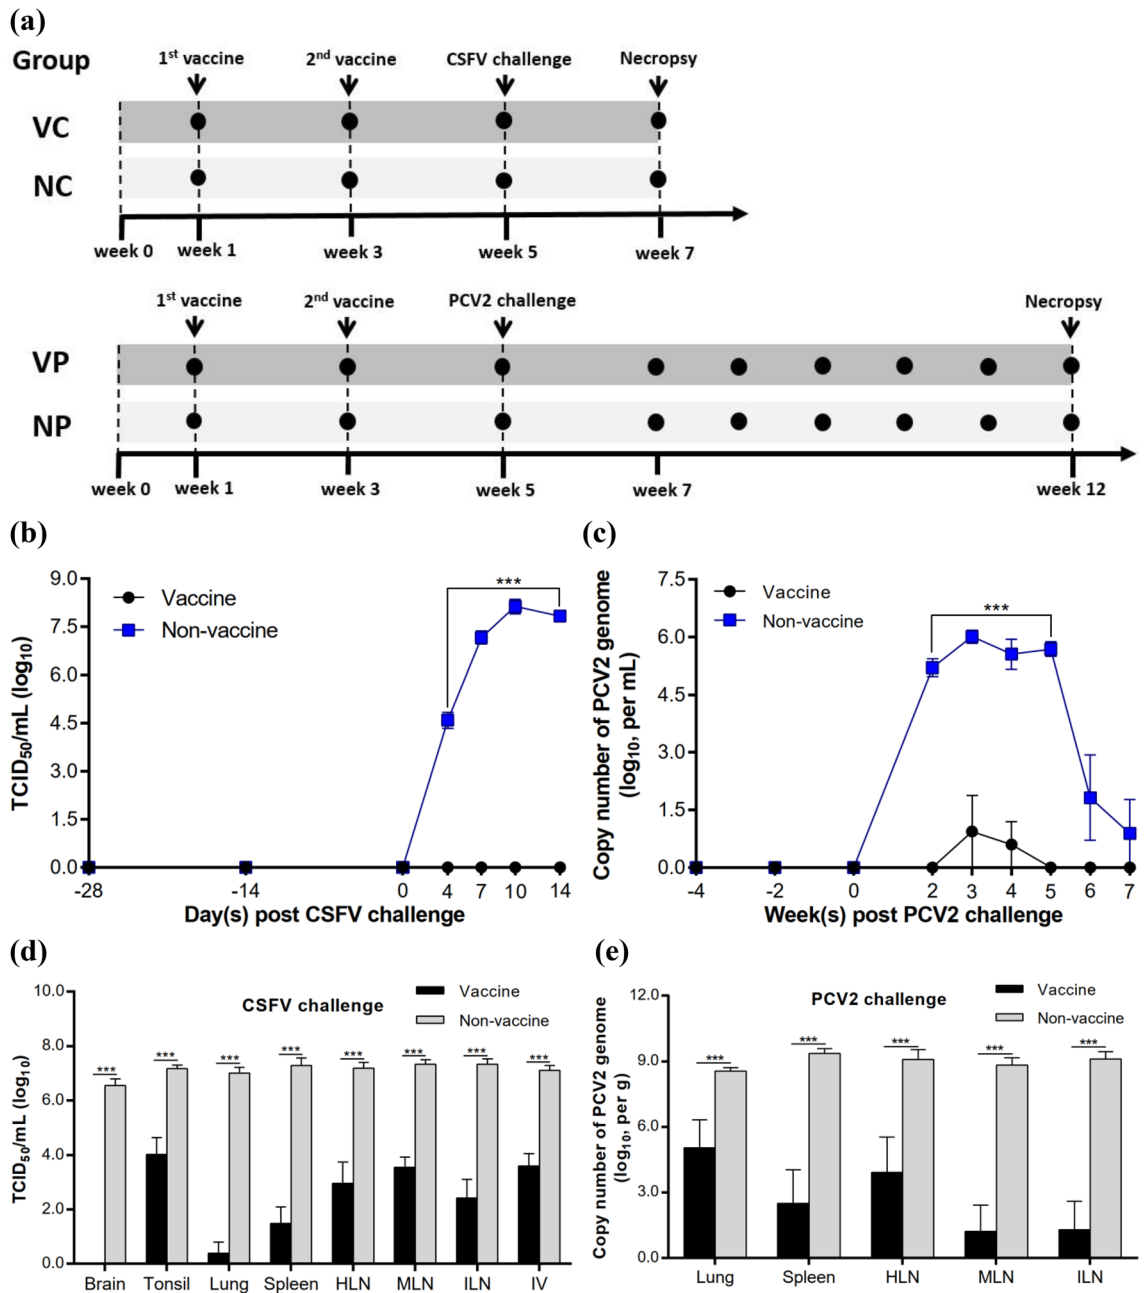 (a)
Group
1st vaccine 2nd vaccine CSFV challenge Necropsy
VC
NC
week 0 week 1 week 3 week 5 week 7
1st vaccine 2nd vaccine PCV2 challenge Necropsy
VP
NP
week 0 week 1 week 3 week 5 week 7 week 12
(b)
TCID50/mL (log10)
9.0
7.5
6.0
4.5
3.0
1.5
0.0
Vaccine
Non-vaccine
***
-28 -14 0 4 7 10 14
Day(s) post CSFV challenge
(c)
Copy number of PCV2 genome
(log10, per mL)
7.5
6.0
4.5
3.0
1.5
0.0
Vaccine
Non-vaccine
***
-4 -2 0 2 3 4 5 6 7
Week(s) post PCV2 challenge
(d)
TCID50/mL (log10)
10.0
8.0
6.0
4.0
2.0
0.0
CSFV challenge
Vaccine
Non-vaccine
*** *** *** *** *** *** *** ***
Brain Tonsil Lung Spleen HLN MLN ILN IV
(e)
Copy number of PCV2 genome
(log10, per g)
12.0
9.0
6.0
3.0
0.0
PCV2 challenge
Vaccine
Non-vaccine
*** *** *** *** ***
Lung Spleen HLN MLN ILN